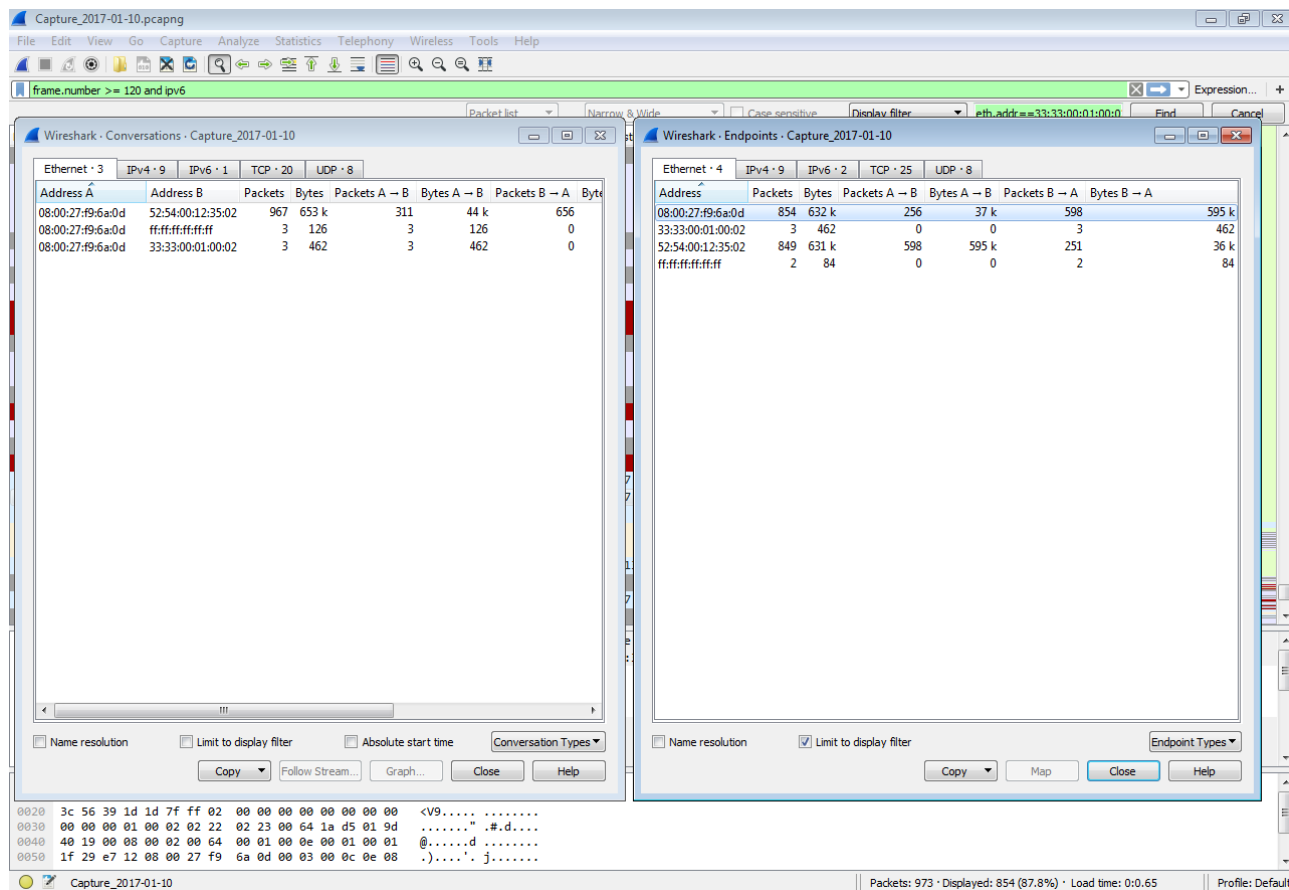 Capture_2017-01-10.pcapng
File Edit View Go Capture Analyze Statistics Telephony Wireless Tools Help
frame.number >= 120 and ipv6 Expression... +
Packet list Narrow & Wide Case sensitive Display filter eth.addr==33:33:00:01:00:0 Find Cancel
Wireshark · Conversations · Capture_2017-01-10
Ethernet · 3 IPv4 · 9 IPv6 · 1 TCP · 20 UDP · 8
Address A Address B Packets Bytes Packets A → B Bytes A → B Packets B → A Byte
08:00:27:f9:6a:0d 52:54:00:12:35:02 967 653 k 311 44 k 656
08:00:27:f9:6a:0d ff:ff:ff:ff:ff:ff 3 126 3 126 0
08:00:27:f9:6a:0d 33:33:00:01:00:02 3 462 3 462 0
Name resolution Limit to display filter Absolute start time Conversation Types
Copy Follow Stream... Graph... Close Help
Wireshark · Endpoints · Capture_2017-01-10
Ethernet · 4 IPv4 · 9 IPv6 · 2 TCP · 25 UDP · 8
Address Packets Bytes Packets A → B Bytes A → B Packets B → A Bytes B → A
08:00:27:f9:6a:0d 854 632 k 256 37 k 598 595 k
33:33:00:01:00:02 3 462 0 0 3 462
52:54:00:12:35:02 849 631 k 598 595 k 251 36 k
ff:ff:ff:ff:ff:ff 2 84 0 0 2 84
Name resolution Limit to display filter Endpoint Types
Copy Map Close Help
0020 3c 56 39 1d 1d 7f ff 02 00 00 00 00 00 00 00 00 <V9..... ........
0030 00 00 00 01 00 02 02 22 02 23 00 64 1a d5 01 9d ......." .#.d....
0040 40 19 00 08 00 02 00 64 00 01 00 0e 00 01 00 01 @......d ........
0050 1f 29 e7 12 08 00 27 f9 6a 0d 00 03 00 0c 0e 08 .)....'. j.......
Capture_2017-01-10 Packets: 973 · Displayed: 854 (87.8%) · Load time: 0:0.65 Profile: Default